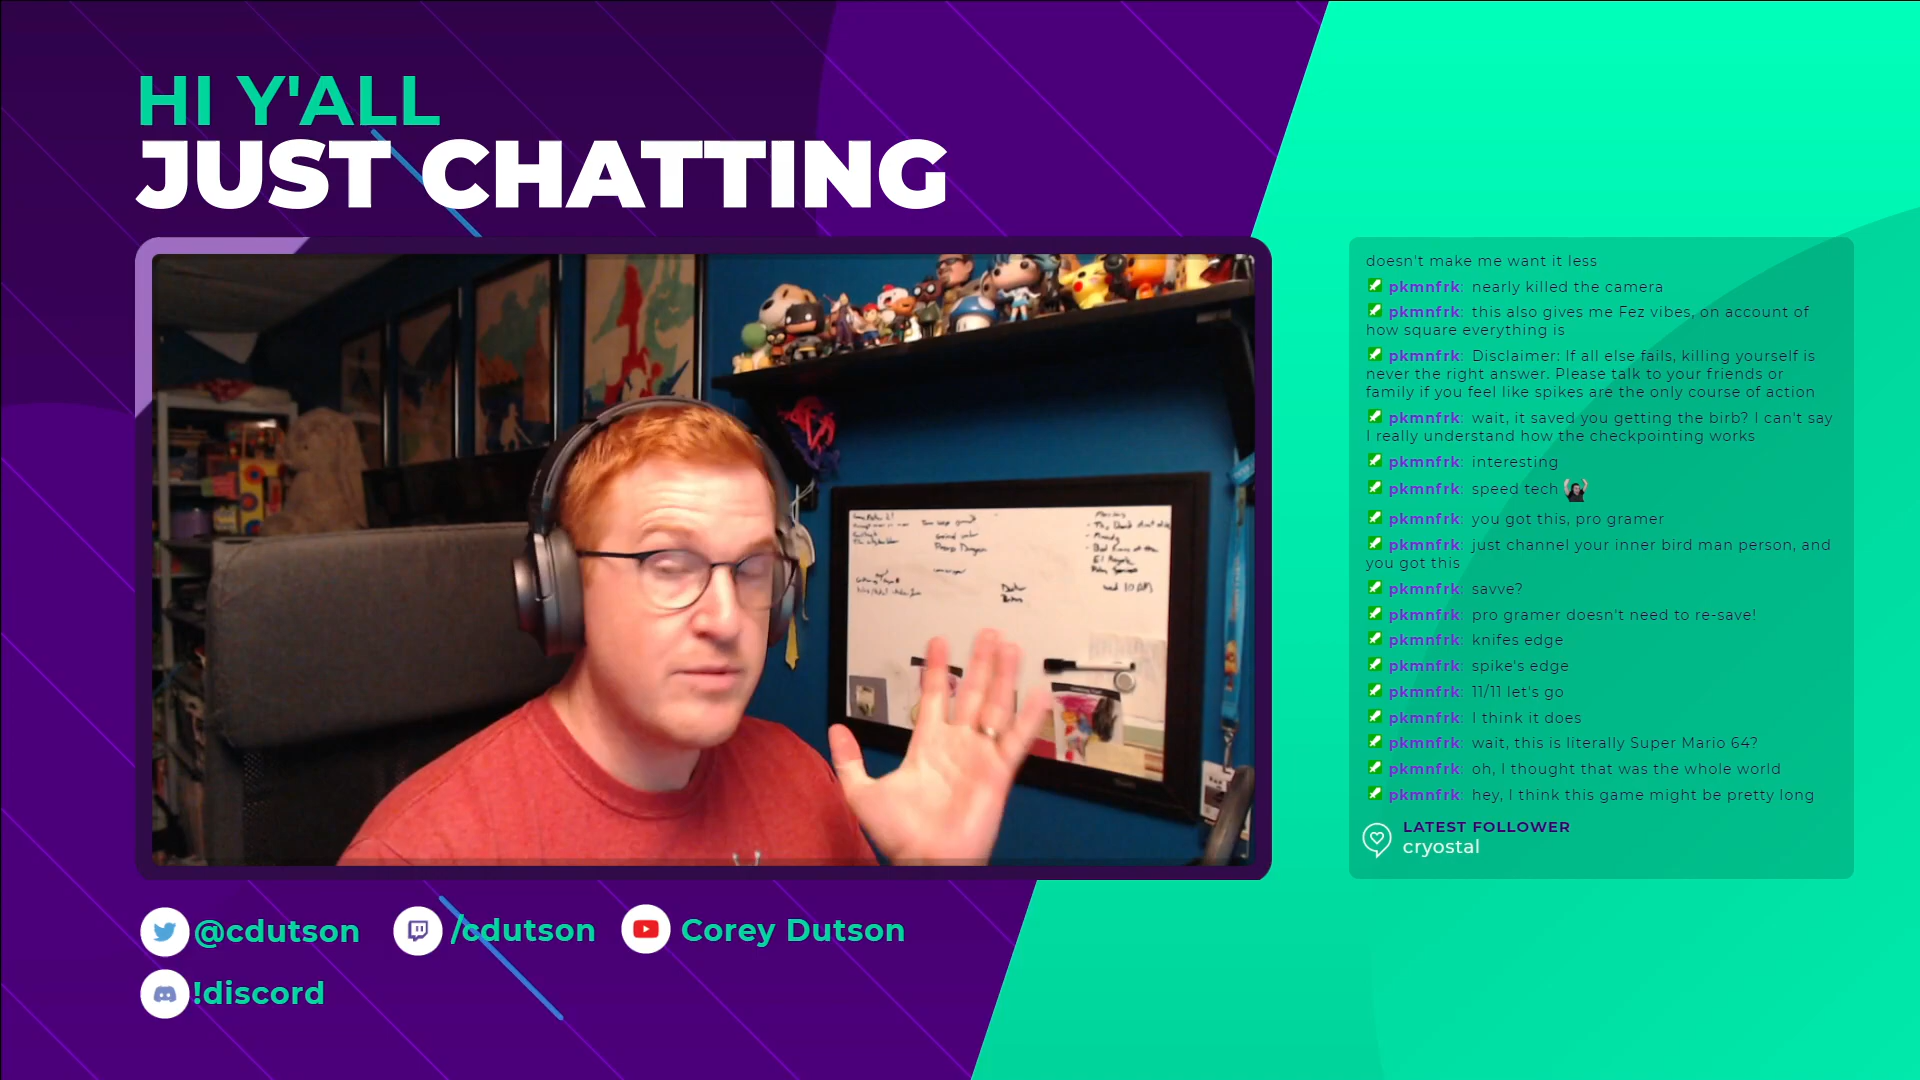 HI Y'ALL
JUST CHATTING
doesn't make me want it less
pkmnfrk: nearly killed the camera
pkmnfrk: this also gives me Fez vibes, on account of
how square everything is
pkmnfrk: Disclaimer: If all else fails, killing yourself is
never the right answer. Please talk to your friends or
family if you feel like spikes are the only course of action
pkmnfrk: wait, it saved you getting the birb? I can't say
I really understand how the checkpointing works
pkmnfrk: interesting
pkmnfrk: speed tech
pkmnfrk: you got this, pro gramer
pkmnfrk: just channel your inner bird man person, and
you got this
pkmnfrk: savve?
pkmnfrk: pro gramer doesn't need to re-save!
pkmnfrk: knifes edge
pkmnfrk: spike's edge
pkmnfrk: 11/11 let's go
pkmnfrk: I think it does
pkmnfrk: wait, this is literally Super Mario 64?
pkmnfrk: oh, I thought that was the whole world
pkmnfrk: hey, I think this game might be pretty long
LATEST FOLLOWER
cryostal
@cdutson
/cdutson
Corey Dutson
!discord